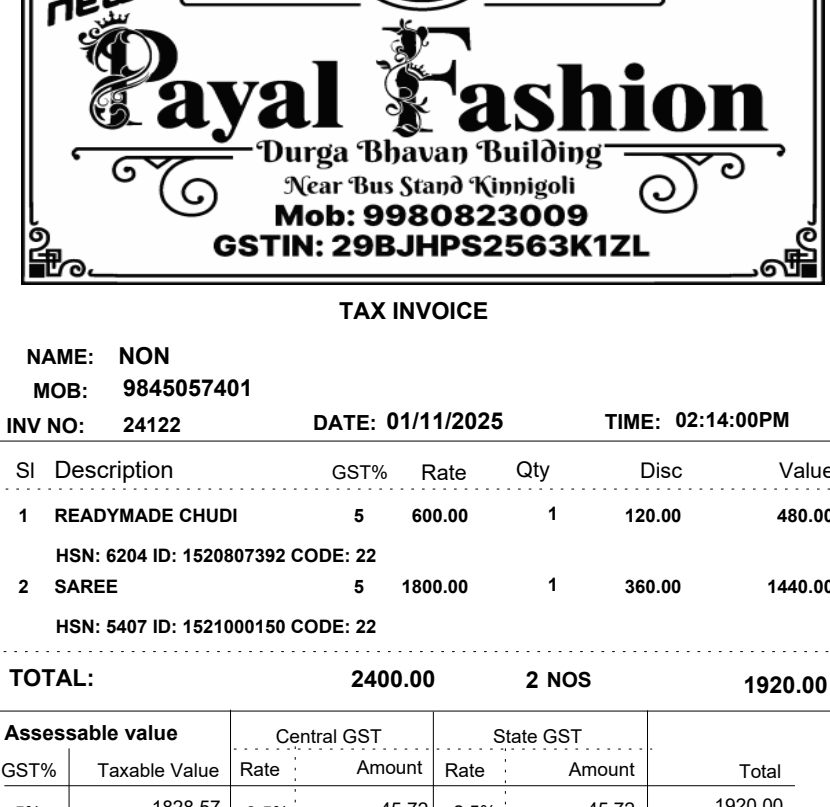 new
Payal Fashion
Durga Bhavan Building
Near Bus Stand Kinnigoli
Mob: 9980823009
GSTIN: 29BJHPS2563K1ZL
TAX INVOICE
NAME: NON
MOB: 9845057401
INV NO: 24122 DATE: 01/11/2025 TIME: 02:14:00PM
Sl Description GST% Rate Qty Disc Value
1 READYMADE CHUDI 5 600.00 1 120.00 480.00
HSN: 6204 ID: 1520807392 CODE: 22
2 SAREE 5 1800.00 1 360.00 1440.00
HSN: 5407 ID: 1521000150 CODE: 22
TOTAL: 2400.00 2 NOS 1920.00
Assessable value Central GST State GST
GST% Taxable Value Rate Amount Rate Amount Total
1828.57 45.72 45.72 1920.00